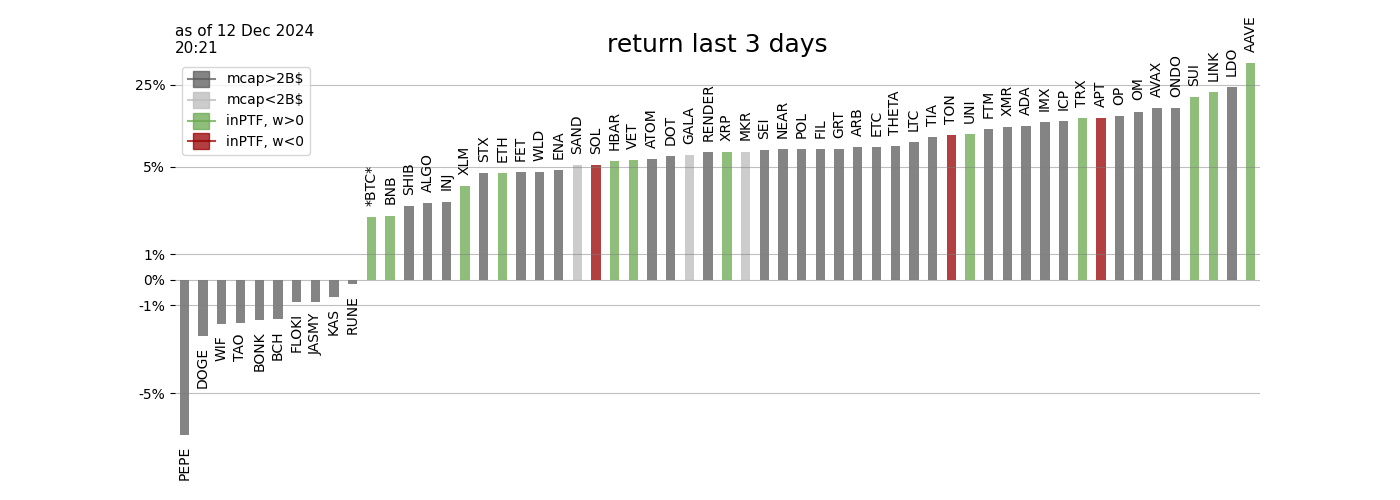 as of 12 Dec 2024
20:21
return last 3 days
mcap>2B$
mcap<2B$
inPTF, w>0
inPTF, w<0
25%
5%
1%
0%
-1%
-5%
PEPE
DOGE
WIF
TAO
BONK
BCH
FLOKI
JASMY
KAS
RUNE
*BTC*
BNB
SHIB
ALGO
INJ
XLM
STX
ETH
FET
WLD
ENA
SAND
SOL
HBAR
VET
ATOM
DOT
GALA
RENDER
XRP
MKR
SEI
NEAR
POL
FIL
GRT
ARB
ETC
THETA
LTC
TIA
TON
UNI
FTM
XMR
ADA
IMX
ICP
TRX
APT
OP
OM
AVAX
ONDO
SUI
LINK
LDO
AAVE